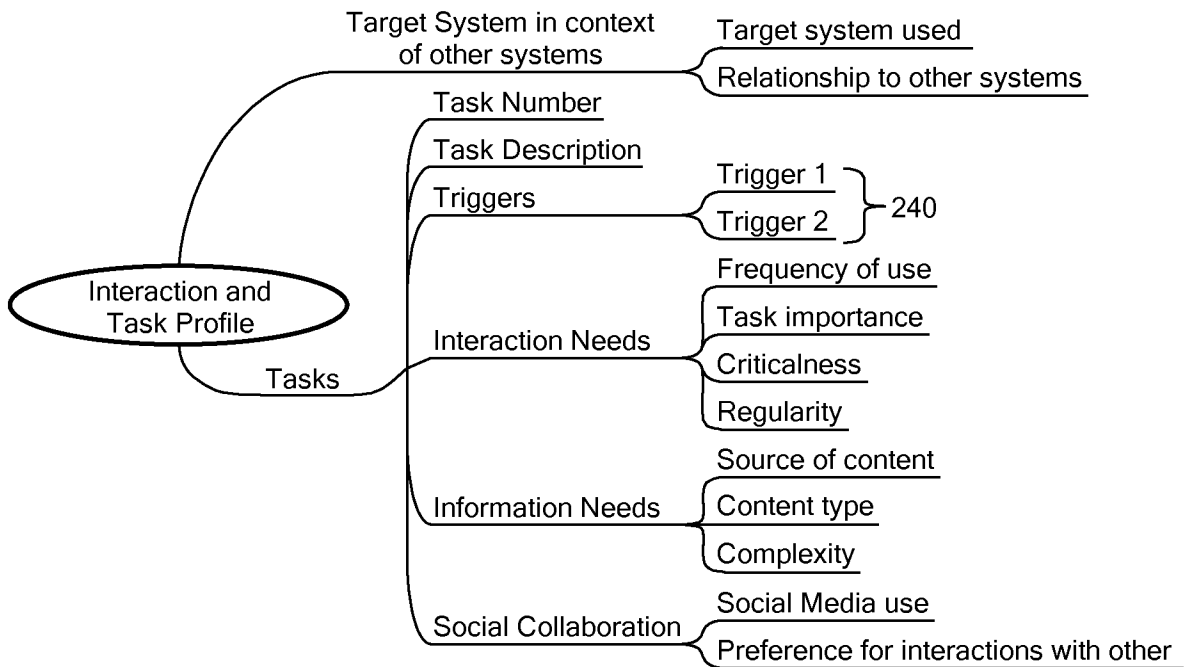 Target System in context
of other systems
Target system used
Relationship to other systems
Task Number
Task Description
Triggers
Trigger 1
Trigger 2
240
Interaction and
Task Profile
Tasks
Interaction Needs
Frequency of use
Task importance
Criticalness
Regularity
Information Needs
Source of content
Content type
Complexity
Social Collaboration
Social Media use
Preference for interactions with other